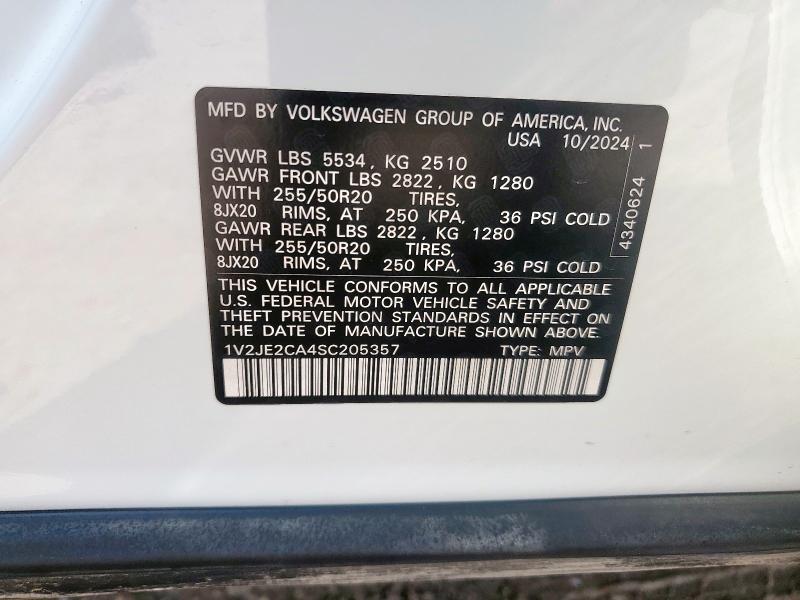 MFD BY VOLKSWAGEN GROUP OF AMERICA, INC.
USA 10/2024
GVWR LBS 5534, KG 2510
GAWR FRONT LBS 2822, KG 1280
WITH 255/50R20 TIRES,
8JX20 RIMS, AT 250 KPA, 36 PSI COLD
GAWR REAR LBS 2822, KG 1280
WITH 255/50R20 TIRES,
8JX20 RIMS, AT 250 KPA, 36 PSI COLD
THIS VEHICLE CONFORMS TO ALL APPLICABLE
U.S. FEDERAL MOTOR VEHICLE SAFETY AND
THEFT PREVENTION STANDARDS IN EFFECT ON
THE DATE OF MANUFACTURE SHOWN ABOVE.
1V2JE2CA4SC205357 TYPE: MPV
4340624 1